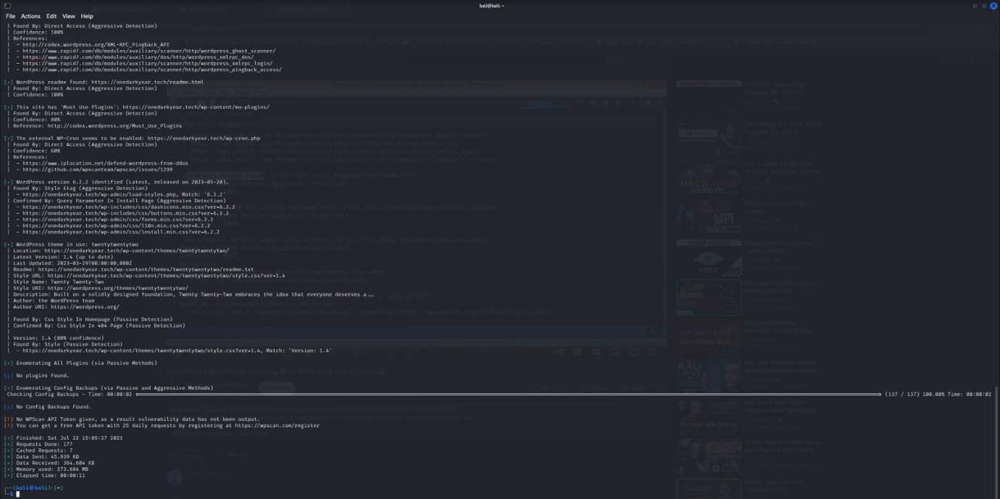 kali@kali: ~
File Actions Edit View Help
| Found By: Direct Access (Aggressive Detection)
| Confidence: 100%
| References:
|  - http://codex.wordpress.org/XML-RPC_Pingback_API
|  - https://www.rapid7.com/db/modules/auxiliary/scanner/http/wordpress_ghost_scanner/
|  - https://www.rapid7.com/db/modules/auxiliary/dos/http/wordpress_xmlrpc_dos/
|  - https://www.rapid7.com/db/modules/auxiliary/scanner/http/wordpress_xmlrpc_login/
|  - https://www.rapid7.com/db/modules/auxiliary/scanner/http/wordpress_pingback_access/
[+] WordPress readme found: https://onedarkyear.tech/readme.html
| Found By: Direct Access (Aggressive Detection)
| Confidence: 100%
[+] This site has 'Must Use Plugins': https://onedarkyear.tech/wp-content/mu-plugins/
| Found By: Direct Access (Aggressive Detection)
| Confidence: 80%
| Reference: http://codex.wordpress.org/Must_Use_Plugins
[+] The external WP-Cron seems to be enabled: https://onedarkyear.tech/wp-cron.php
| Found By: Direct Access (Aggressive Detection)
| Confidence: 60%
| References:
|  - https://www.iplocation.net/defend-wordpress-from-ddos
|  - https://github.com/wpscanteam/wpscan/issues/1299
[+] WordPress version 6.2.2 identified (Latest, released on 2023-05-20).
| Found By: Style Etag (Aggressive Detection)
|  - https://onedarkyear.tech/wp-admin/load-styles.php, Match: '6.2.2'
| Confirmed By: Query Parameter In Install Page (Aggressive Detection)
|  - https://onedarkyear.tech/wp-includes/css/dashicons.min.css?ver=6.2.2
|  - https://onedarkyear.tech/wp-includes/css/buttons.min.css?ver=6.2.2
|  - https://onedarkyear.tech/wp-admin/css/forms.min.css?ver=6.2.2
|  - https://onedarkyear.tech/wp-admin/css/l10n.min.css?ver=6.2.2
|  - https://onedarkyear.tech/wp-admin/css/install.min.css?ver=6.2.2
[+] WordPress theme in use: twentytwentytwo
| Location: https://onedarkyear.tech/wp-content/themes/twentytwentytwo/
| Latest Version: 1.4 (up to date)
| Last Updated: 2023-03-29T00:00:00.000Z
| Readme: https://onedarkyear.tech/wp-content/themes/twentytwentytwo/readme.txt
| Style URL: https://onedarkyear.tech/wp-content/themes/twentytwentytwo/style.css?ver=1.4
| Style Name: Twenty Twenty-Two
| Style URI: https://wordpress.org/themes/twentytwentytwo/
| Description: Built on a solidly designed foundation, Twenty Twenty-Two embraces the idea that everyone deserves a...
| Author: the WordPress team
| Author URI: https://wordpress.org/
|
| Found By: Css Style In Homepage (Passive Detection)
| Confirmed By: Css Style In 404 Page (Passive Detection)
|
| Version: 1.4 (80% confidence)
| Found By: Style (Passive Detection)
|  - https://onedarkyear.tech/wp-content/themes/twentytwentytwo/style.css?ver=1.4, Match: 'Version: 1.4'
[+] Enumerating All Plugins (via Passive Methods)
[i] No plugins Found.
[+] Enumerating Config Backups (via Passive and Aggressive Methods)
Checking Config Backups - Time: 00:00:02 (137 / 137) 100.00% Time: 00:00:02
[i] No Config Backups Found.
[!] No WPScan API Token given, as a result vulnerability data has not been output.
[!] You can get a free API token with 25 daily requests by registering at https://wpscan.com/register
[+] Finished: Sat Jul 22 15:05:37 2023
[+] Requests Done: 177
[+] Cached Requests: 7
[+] Data Sent: 45.939 KB
[+] Data Received: 364.604 KB
[+] Memory used: 273.684 MB
[+] Elapsed time: 00:00:11
┌──(kali㉿kali)-[~]
└─$